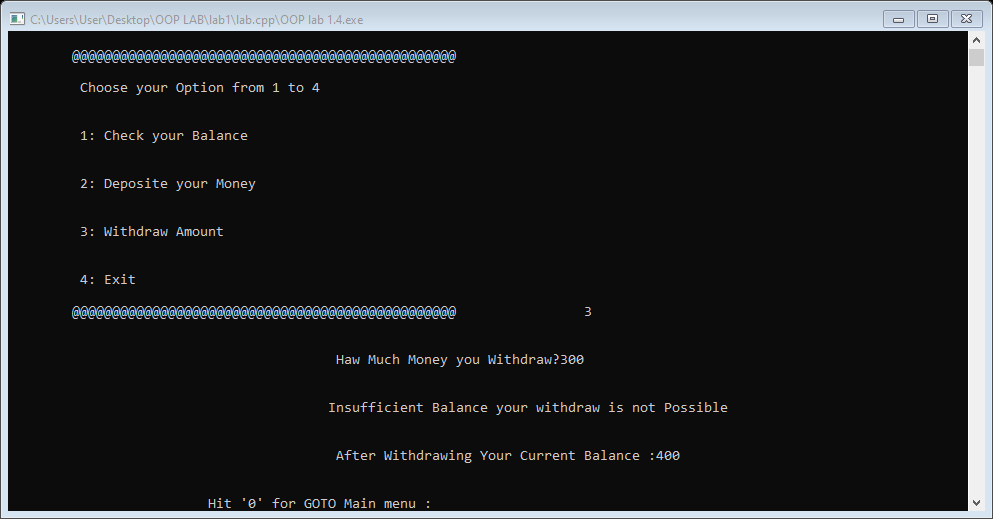 C:\Users\User\Desktop\OOP LAB\lab1\lab.cpp\OOP lab 1.4.exe
@@@@@@@@@@@@@@@@@@@@@@@@@@@@@@@@@@@@@@@@@@@@@@@@
Choose your Option from 1 to 4
1: Check your Balance
2: Deposite your Money
3: Withdraw Amount
4: Exit
@@@@@@@@@@@@@@@@@@@@@@@@@@@@@@@@@@@@@@@@@@@@@@@@ 3
Haw Much Money you Withdraw?300
Insufficient Balance your withdraw is not Possible
After Withdrawing Your Current Balance :400
Hit '0' for GOTO Main menu :